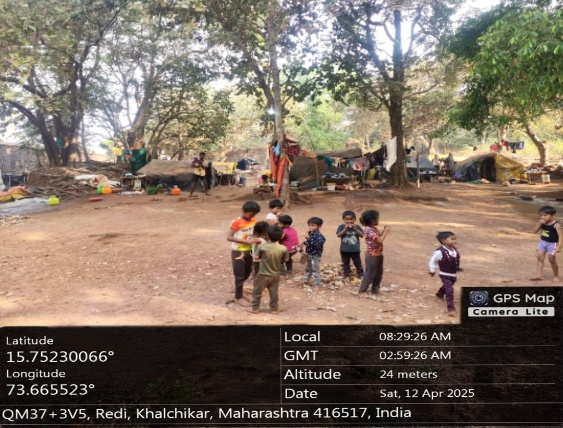 GPS Map
Camera Lite
Latitude
15.75230066°
Longitude
73.665523°
Local 08:29:26 AM
GMT 02:59:26 AM
Altitude 24 meters
Date Sat, 12 Apr 2025
QM37+3V5, Redi, Khalchikar, Maharashtra 416517, India